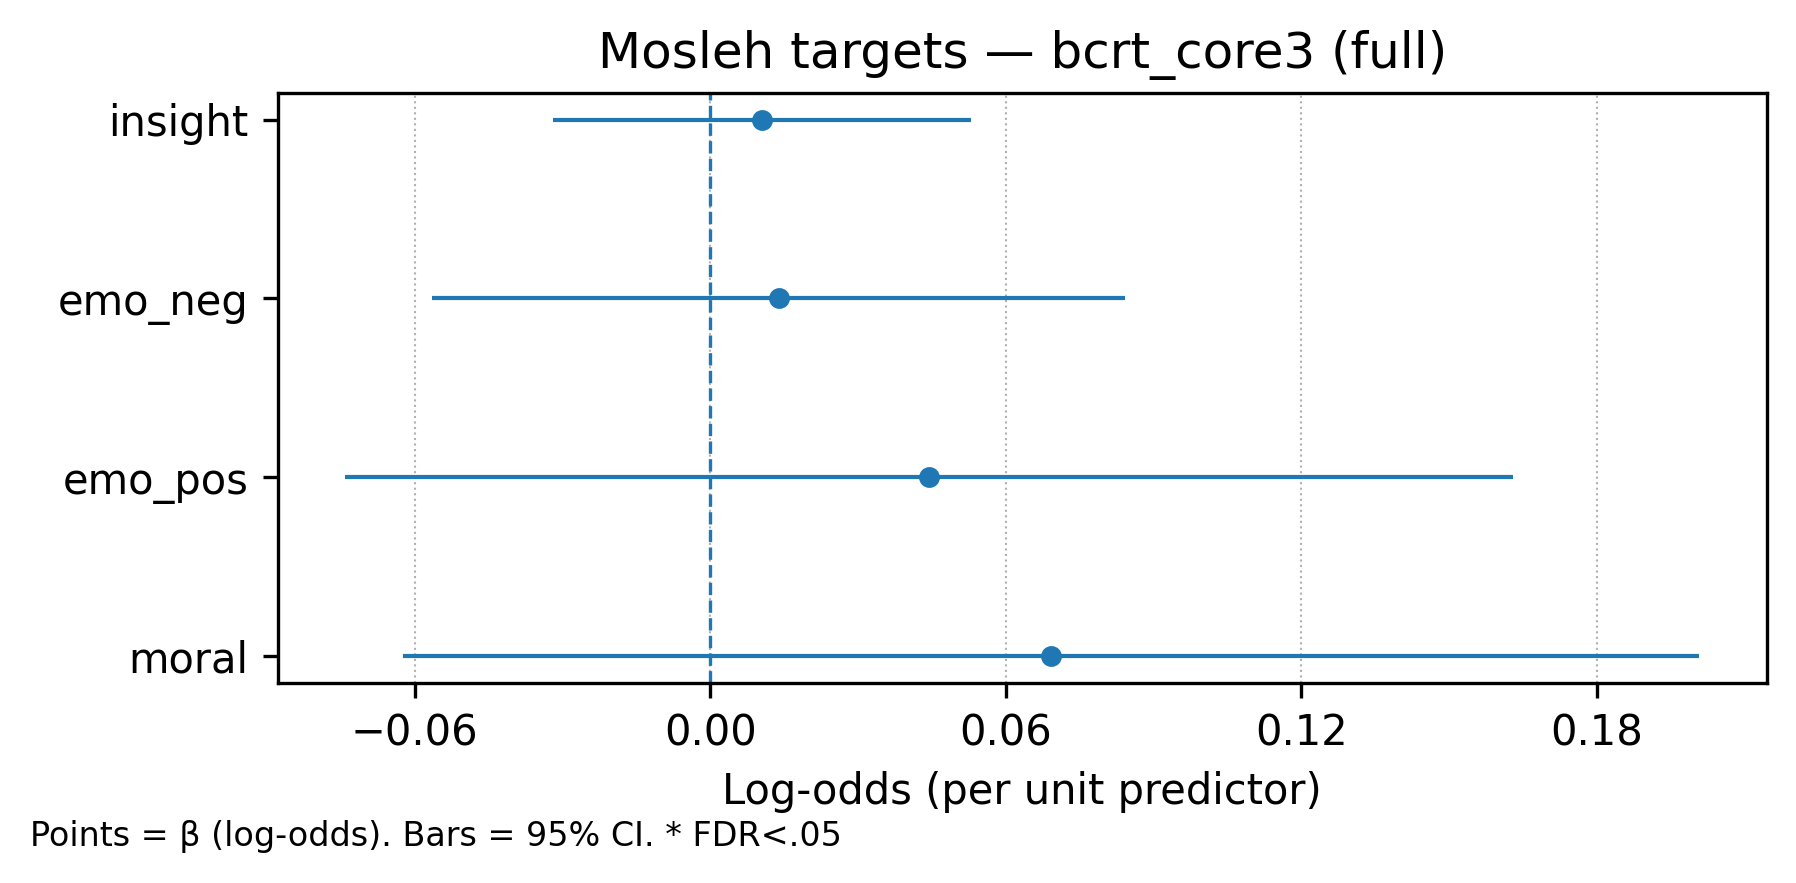 Mosleh targets — bcrt_core3 (full)
insight
emo_neg
emo_pos
moral
−0.06 0.00 0.06 0.12 0.18
Log-odds (per unit predictor)
Points = β (log-odds). Bars = 95% CI. * FDR<.05